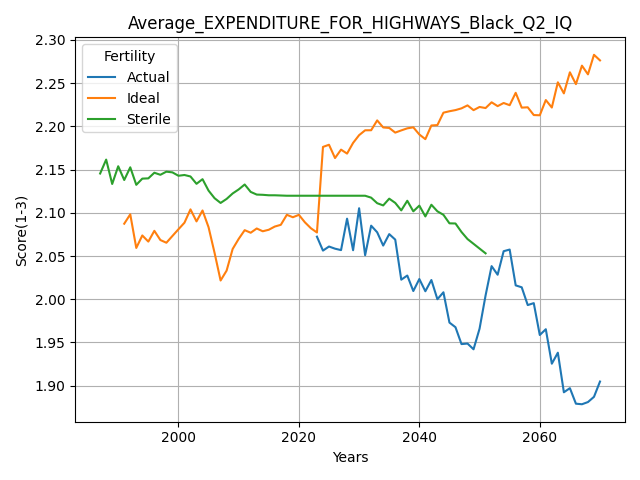 Average_EXPENDITURE_FOR_HIGHWAYS_Black_Q2_IQ
Fertility
Actual
Ideal
Sterile
Score(1-3)
2.30
2.25
2.20
2.15
2.10
2.05
2.00
1.95
1.90
2000 2020 2040 2060
Years